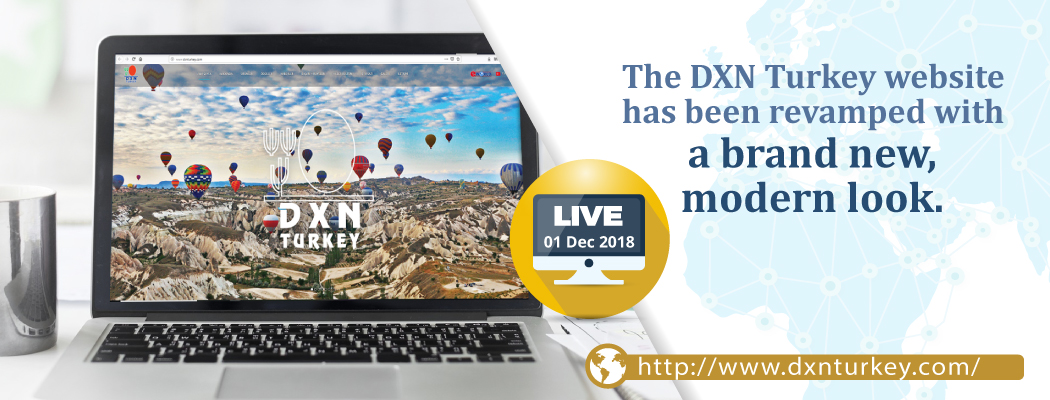 DXN
TURKEY
LIVE
01 Dec 2018
The DXN Turkey website
has been revamped with
a brand new,
modern look.
http://www.dxnturkey.com/